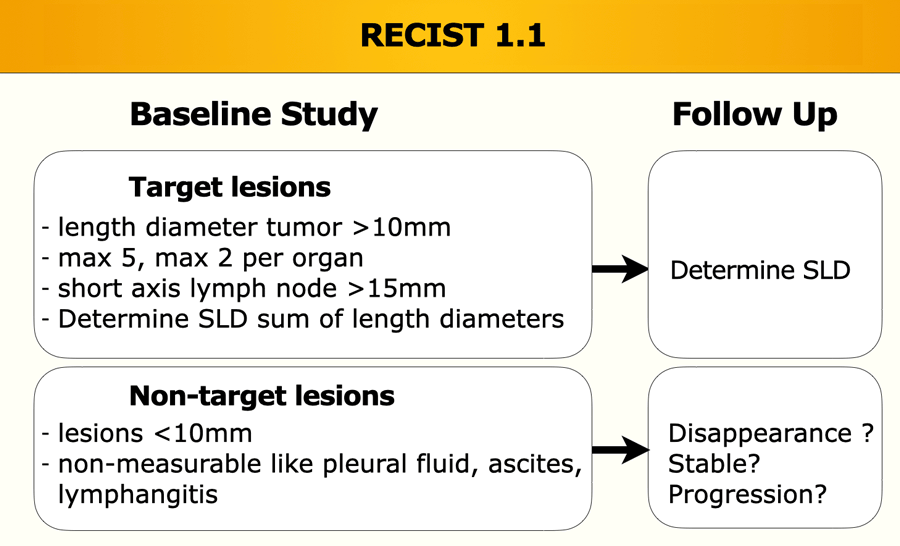 RECIST 1.1
Baseline Study
Follow Up
Target lesions
- length diameter tumor >10mm
- max 5, max 2 per organ
- short axis lymph node >15mm
- Determine SLD sum of length diameters
Determine SLD
Non-target lesions
- lesions <10mm
- non-measurable like pleural fluid, ascites,
lymphangitis
Disappearance ?
Stable?
Progression?